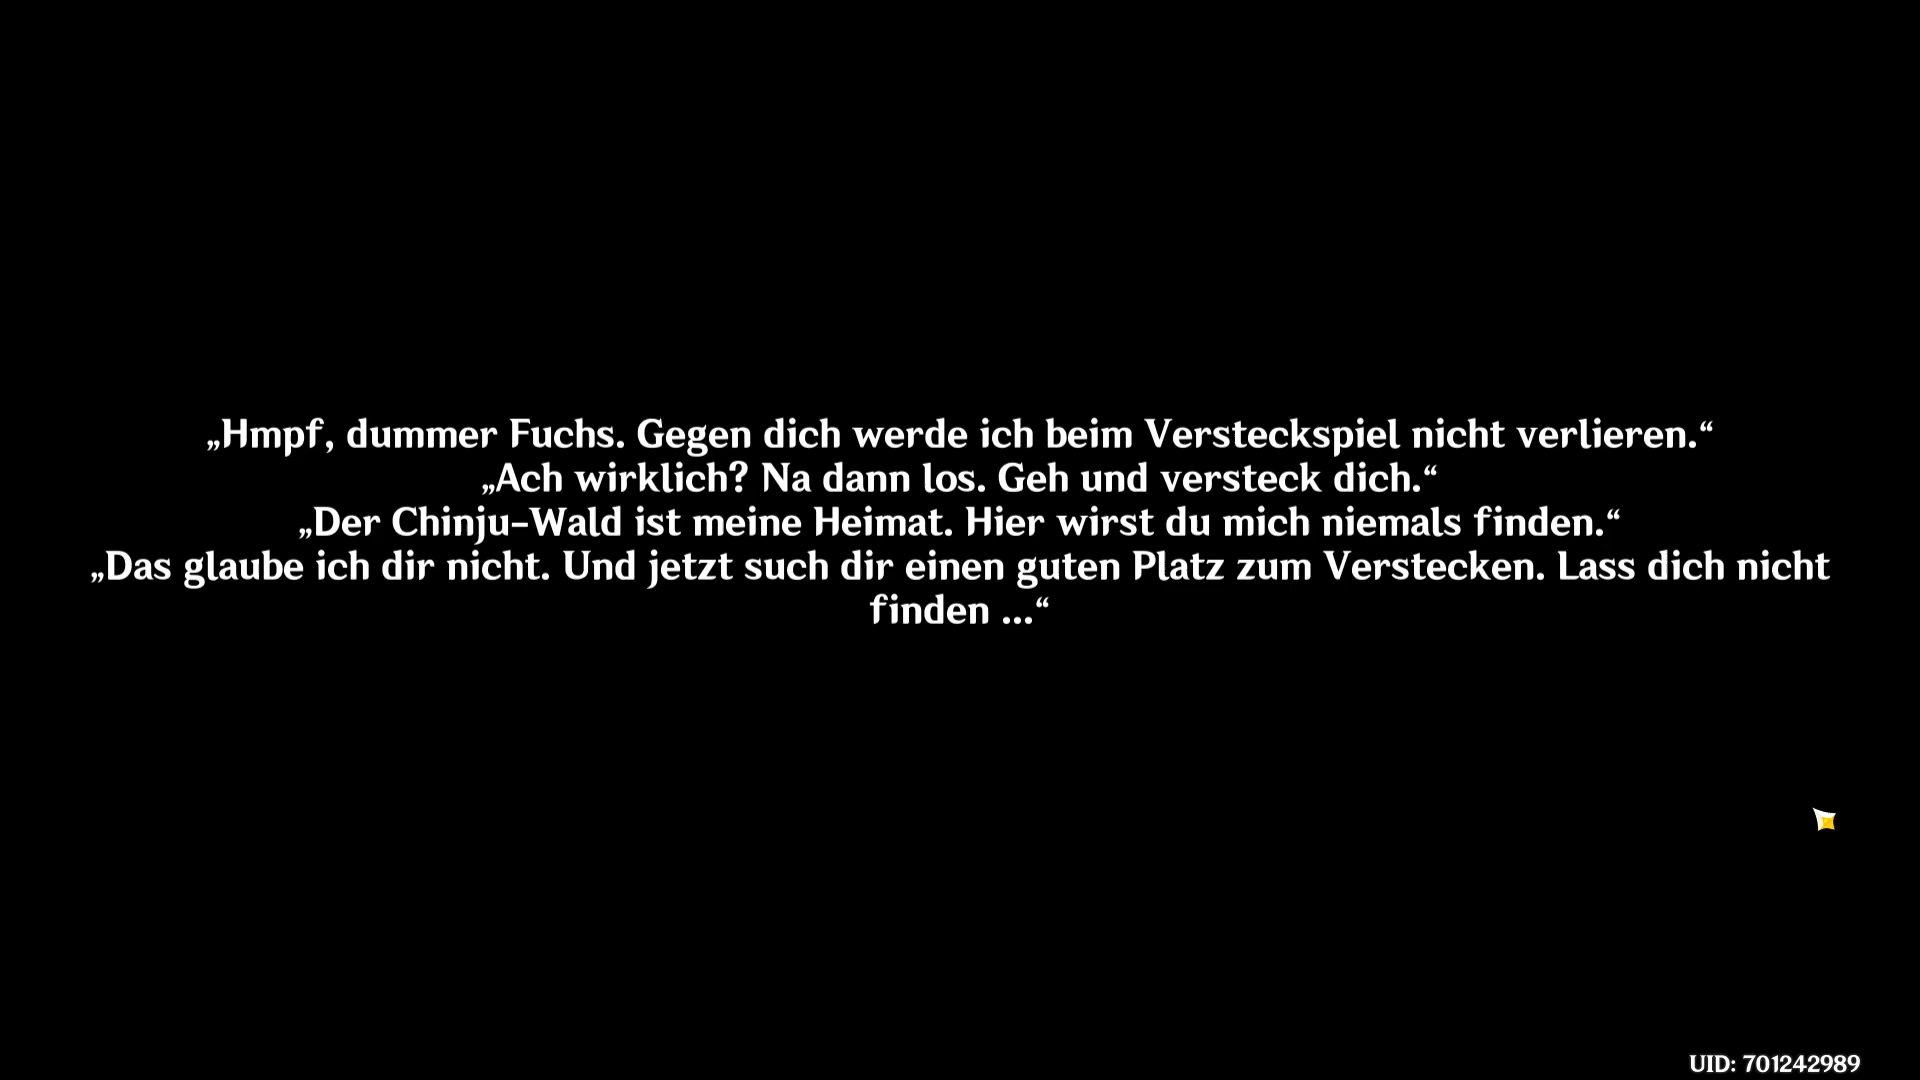 „Hmpf, dummer Fuchs. Gegen dich werde ich beim Versteckspiel nicht verlieren.“
„Ach wirklich? Na dann los. Geh und versteck dich.“
„Der Chinju-Wald ist meine Heimat. Hier wirst du mich niemals finden.“
„Das glaube ich dir nicht. Und jetzt such dir einen guten Platz zum Verstecken. Lass dich nicht
finden ...“
UID: 701242989